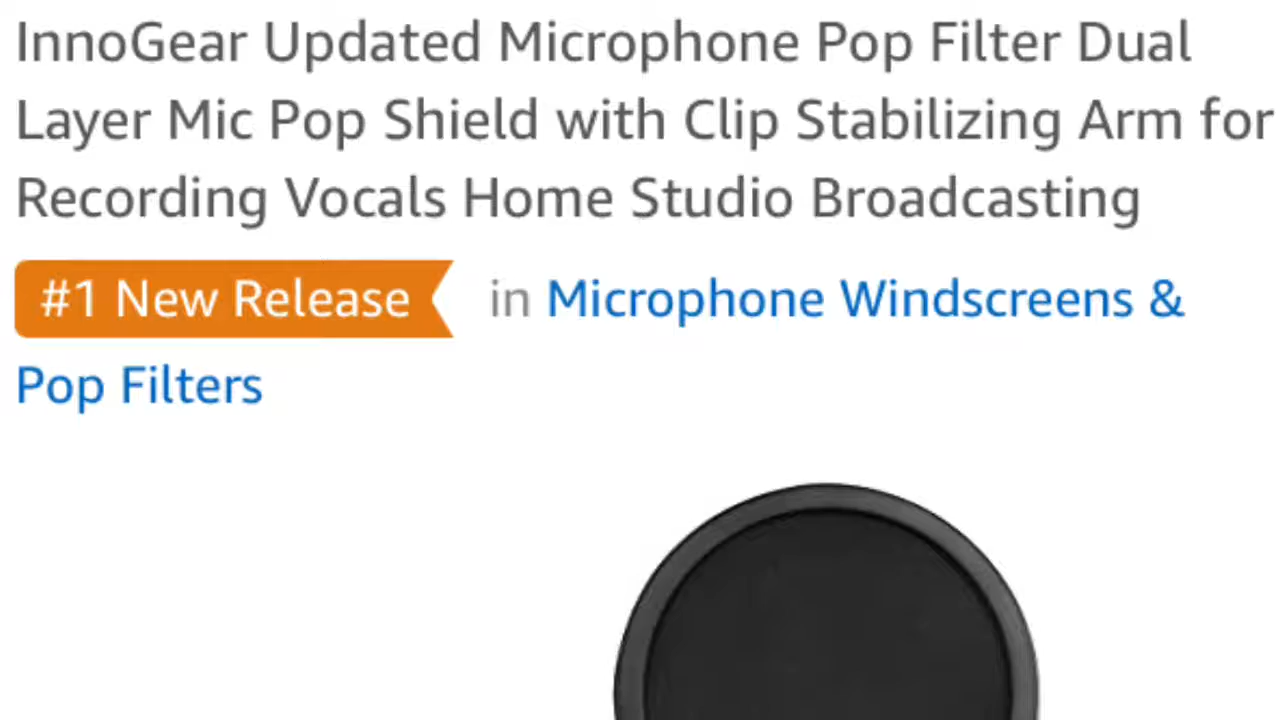 InnoGear Updated Microphone Pop Filter Dual
Layer Mic Pop Shield with Clip Stabilizing Arm for
Recording Vocals Home Studio Broadcasting
#1 New Release in Microphone Windscreens &
Pop Filters